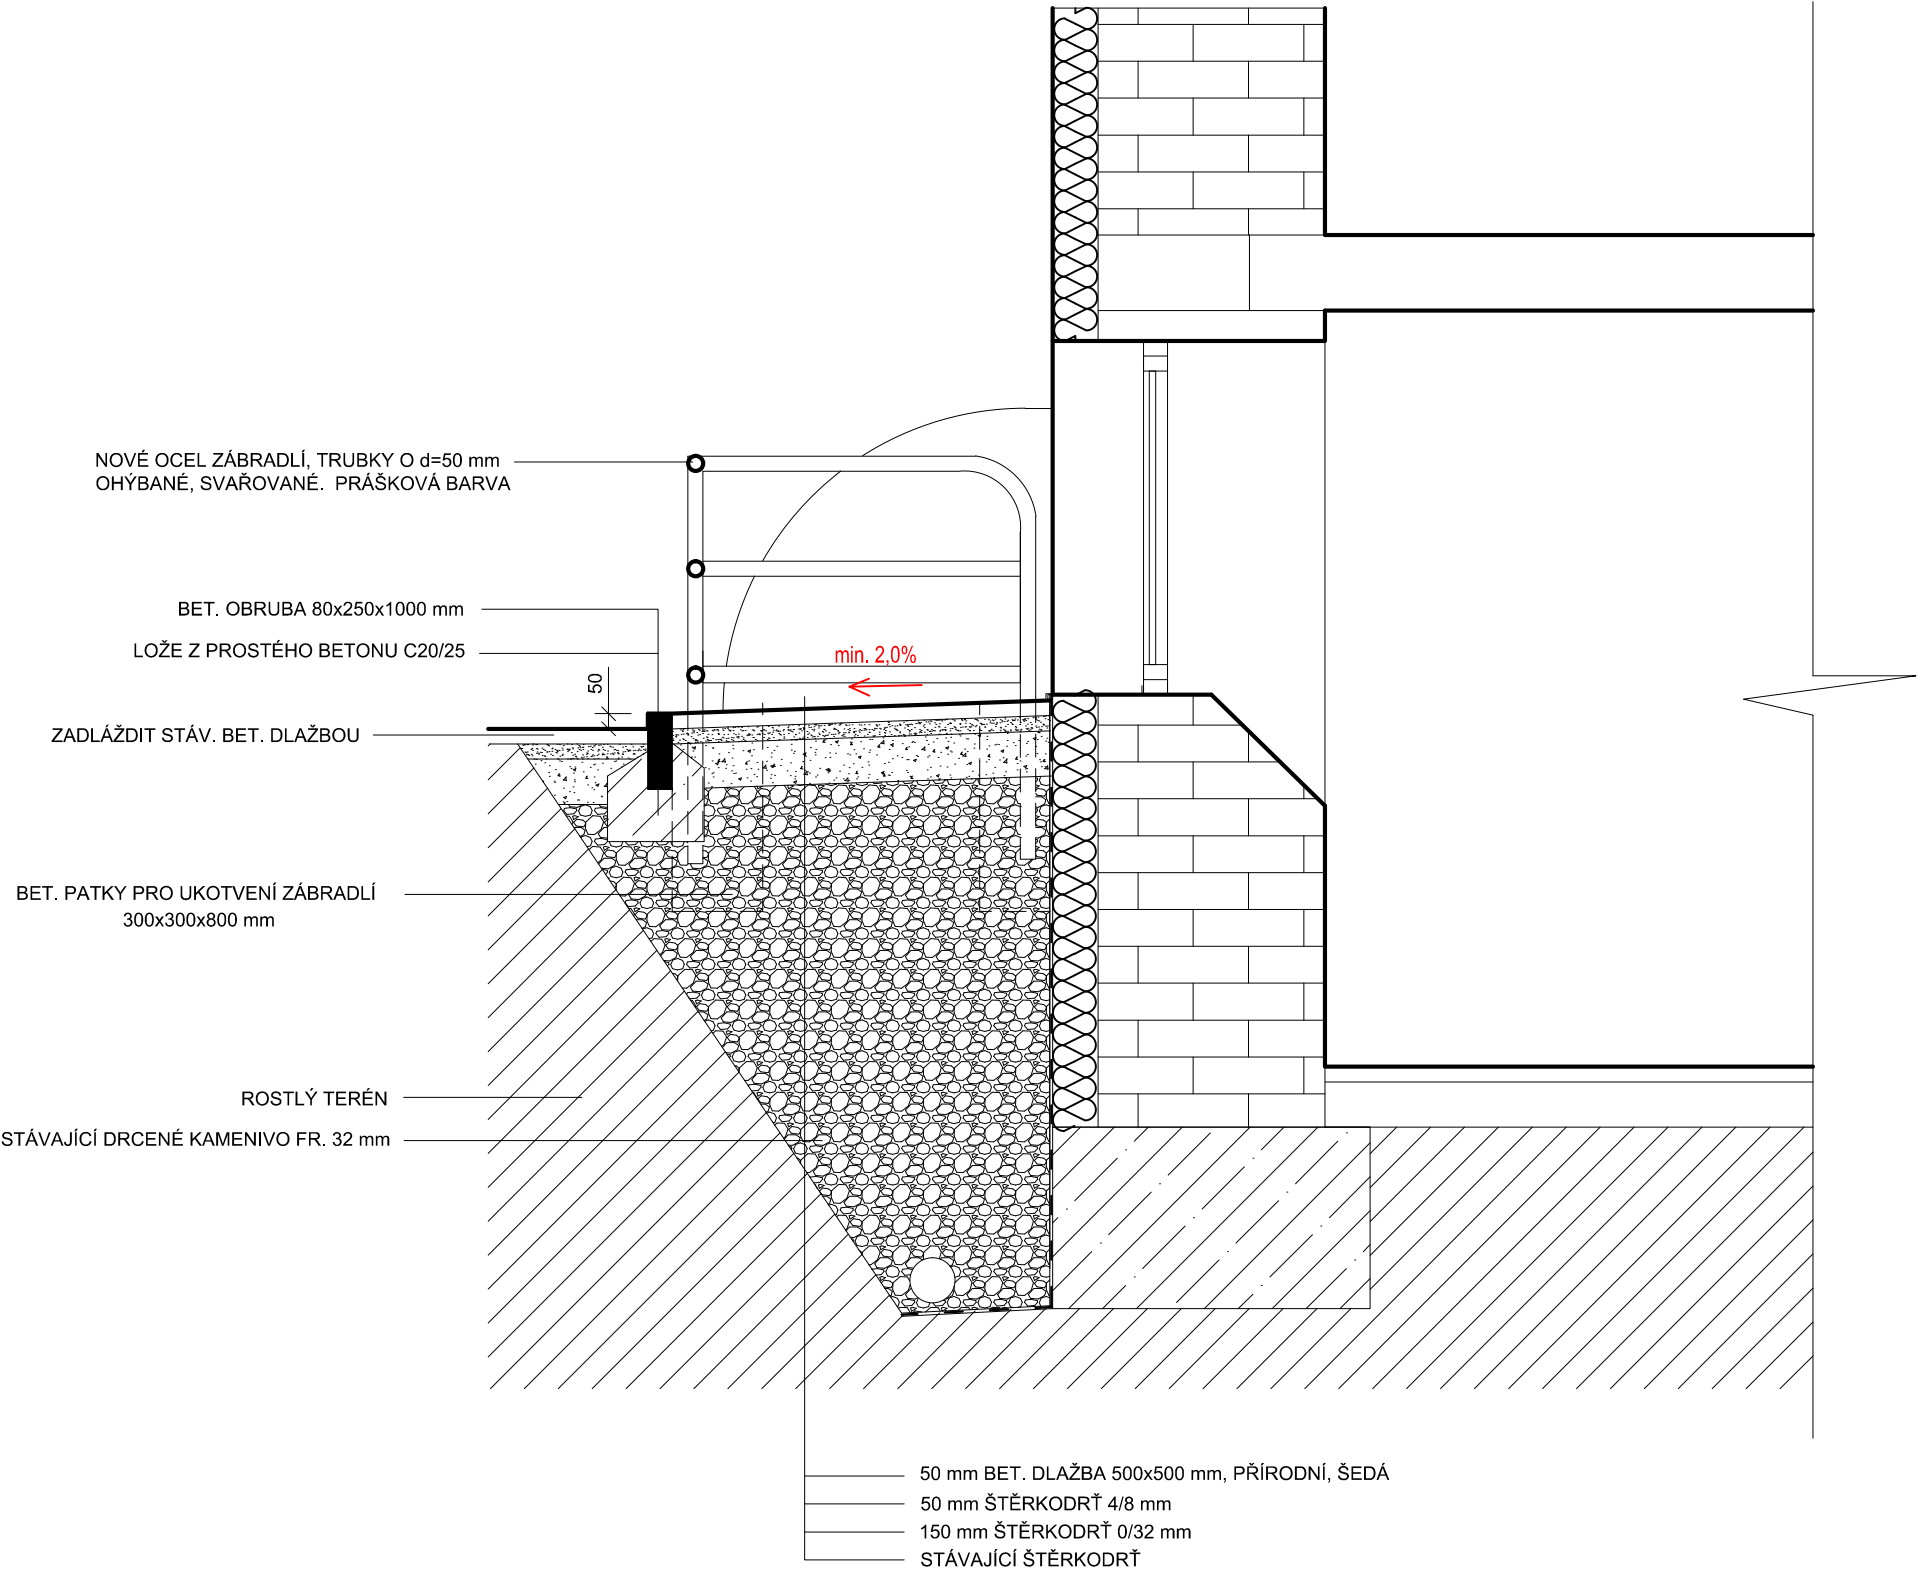 NOVÉ OCEL ZÁBRADLÍ, TRUBKY O d=50 mm
OHÝBANÉ, SVAŘOVANÉ. PRÁŠKOVÁ BARVA
BET. OBRUBA 80x250x1000 mm
LOŽE Z PROSTÉHO BETONU C20/25
min. 2,0%
50
ZADLÁŽDIT STÁV. BET. DLAŽBOU
BET. PATKY PRO UKOTVENÍ ZÁBRADLÍ
300x300x800 mm
ROSTLÝ TERÉN
STÁVAJÍCÍ DRCENÉ KAMENIVO FR. 32 mm
50 mm BET. DLAŽBA 500x500 mm, PŘÍRODNÍ, ŠEDÁ
50 mm ŠTĚRKODRŤ 4/8 mm
150 mm ŠTĚRKODRŤ 0/32 mm
STÁVAJÍCÍ ŠTĚRKODRŤ